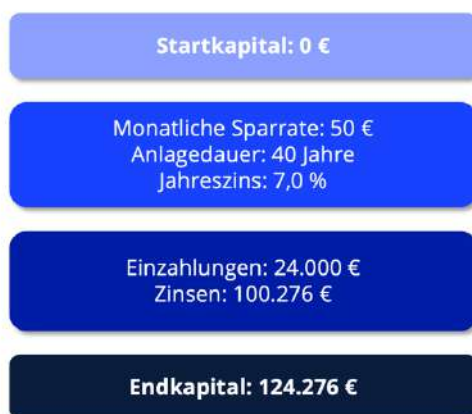 Startkapital: 0 €
Monatliche Sparrate: 50 €
Anlagedauer: 40 Jahre
Jahreszins: 7,0 %
Einzahlungen: 24.000 €
Zinsen: 100.276 €
Endkapital: 124.276 €